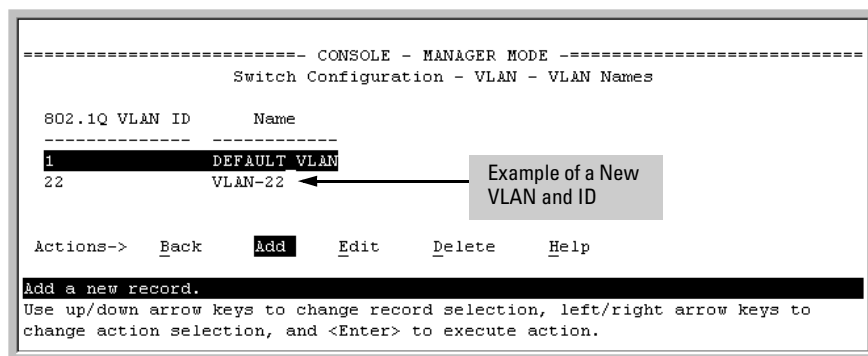 ==========================- CONSOLE - MANAGER MODE -============================
Switch Configuration - VLAN - VLAN Names
802.1Q VLAN ID Name
-------------- ------------
1 DEFAULT_VLAN
22 VLAN-22
Example of a New
VLAN and ID
Actions-> Back Add Edit Delete Help
Add a new record.
Use up/down arrow keys to change record selection, left/right arrow keys to
change action selection, and <Enter> to execute action.